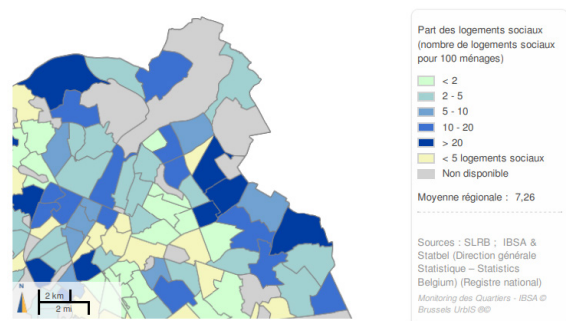 Part des logements sociaux
(nombre de logements sociaux
pour 100 ménages)
< 2
2 - 5
5 - 10
10 - 20
> 20
< 5 logements sociaux
Non disponible
Moyenne régionale : 7,26
Sources : SLRB ; IBSA &
Statbel (Direction générale
Statistique – Statistics
Belgium) (Registre national)
Monitoring des Quartiers - IBSA ©
Brussels UrbIS ®©
N
2 km
2 mi